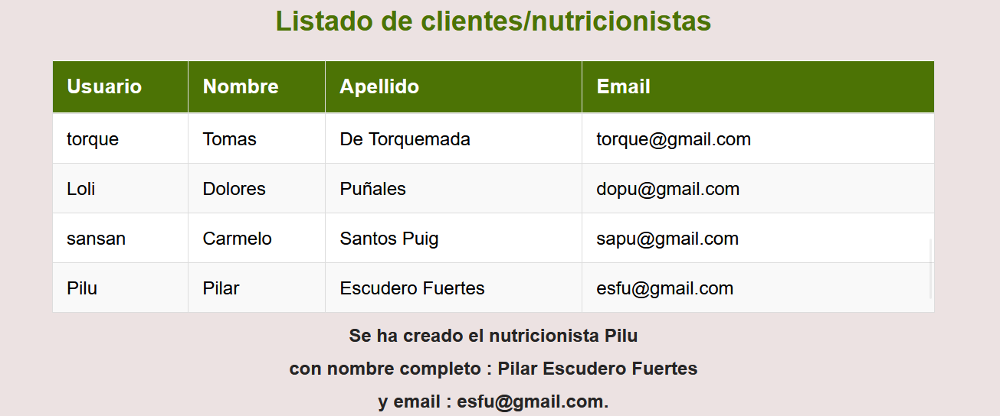 Listado de clientes/nutricionistas
Usuario Nombre Apellido Email
torque Tomas De Torquemada torque@gmail.com
Loli Dolores Puñales dopu@gmail.com
sansan Carmelo Santos Puig sapu@gmail.com
Pilu Pilar Escudero Fuertes esfu@gmail.com
Se ha creado el nutricionista Pilu
con nombre completo : Pilar Escudero Fuertes
y email : esfu@gmail.com.